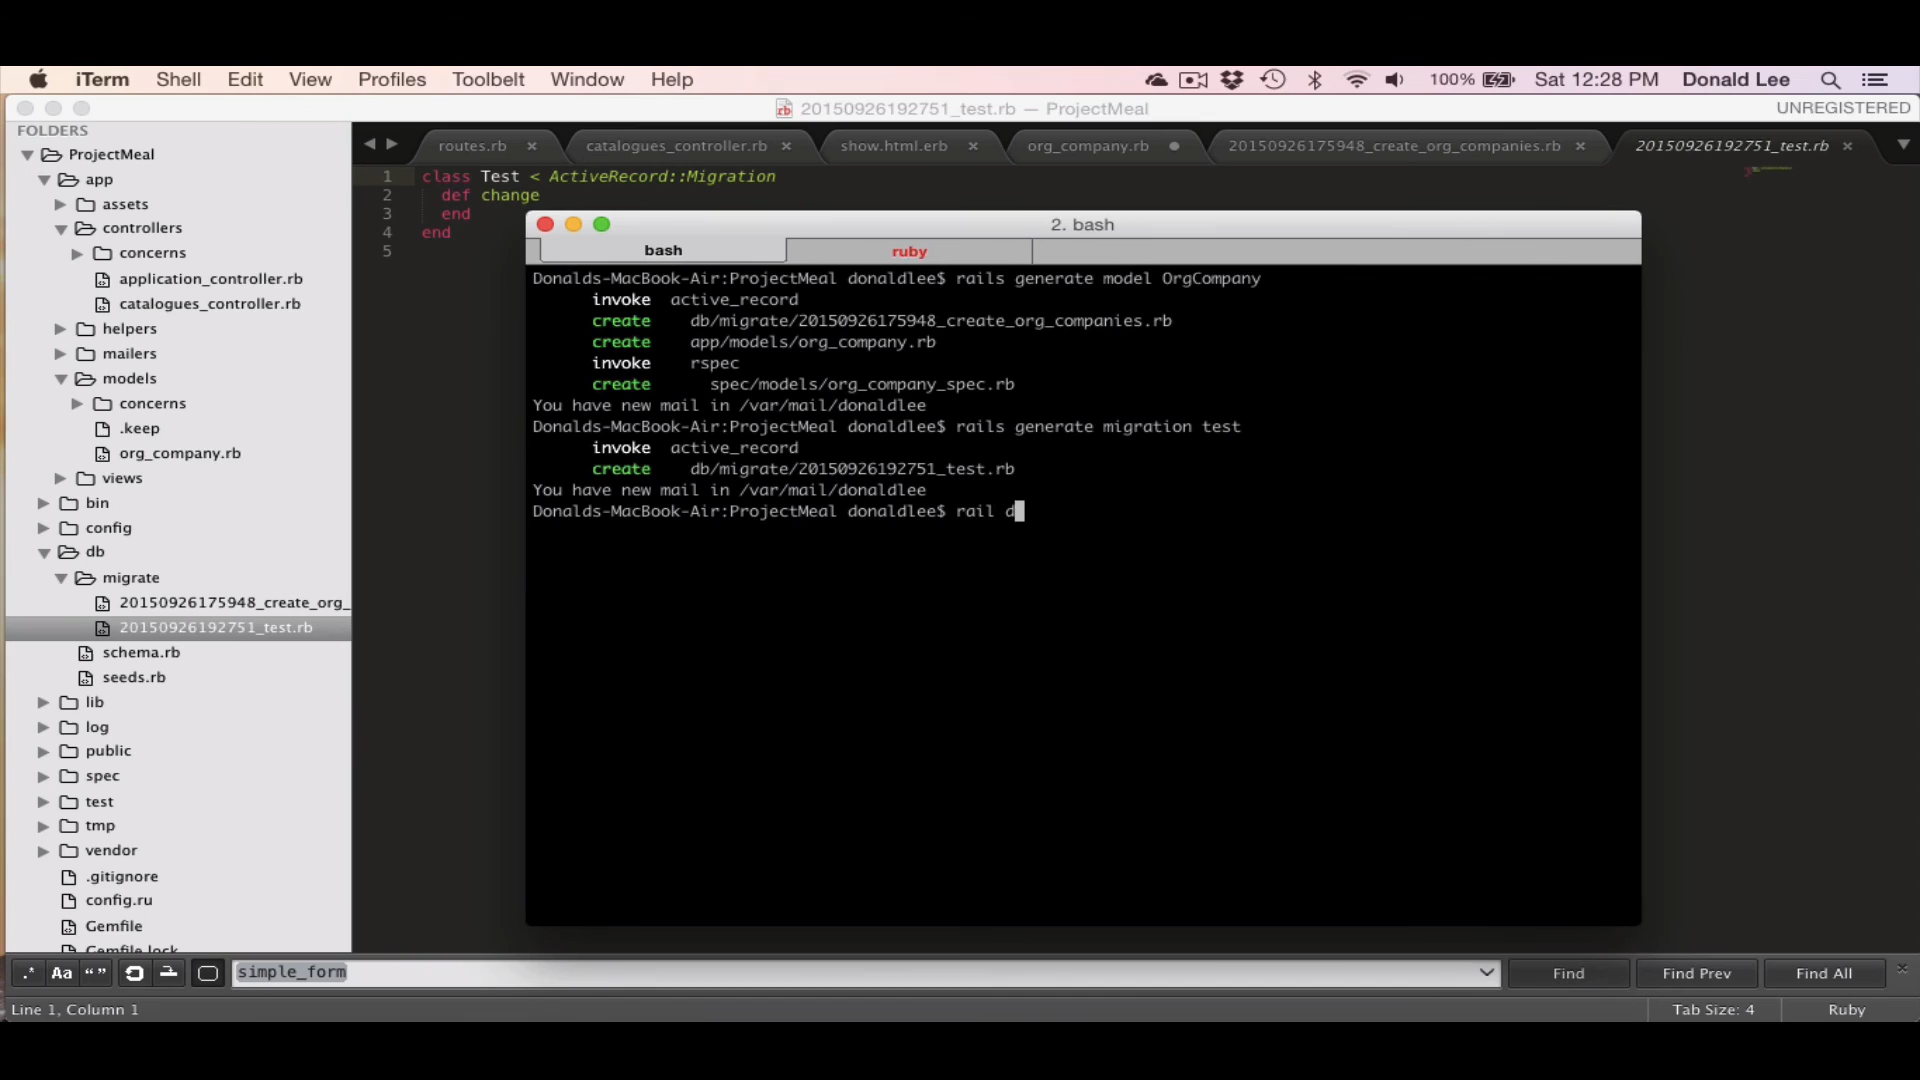 iTerm Shell Edit View Profiles Toolbelt Window Help 100% Sat 12:28 PM Donald Lee
20150926192751_test.rb — ProjectMeal UNREGISTERED
FOLDERS
ProjectMeal
app
assets
controllers
concerns
application_controller.rb
catalogues_controller.rb
helpers
mailers
models
concerns
.keep
org_company.rb
views
bin
config
db
migrate
20150926175948_create_org_
20150926192751_test.rb
schema.rb
seeds.rb
lib
log
public
spec
test
tmp
vendor
.gitignore
config.ru
Gemfile
Gemfile.lock
routes.rb catalogues_controller.rb show.html.erb org_company.rb 20150926175948_create_org_companies.rb 20150926192751_test.rb
1 class Test < ActiveRecord::Migration
2 def change
3 end
4 end
5
2. bash
bash ruby
Donalds-MacBook-Air:ProjectMeal donaldlee$ rails generate model OrgCompany
invoke active_record
create db/migrate/20150926175948_create_org_companies.rb
create app/models/org_company.rb
invoke rspec
create spec/models/org_company_spec.rb
You have new mail in /var/mail/donaldlee
Donalds-MacBook-Air:ProjectMeal donaldlee$ rails generate migration test
invoke active_record
create db/migrate/20150926192751_test.rb
You have new mail in /var/mail/donaldlee
Donalds-MacBook-Air:ProjectMeal donaldlee$ rail d
.* Aa “ ” simple_form Find Find Prev Find All
Line 1, Column 1 Tab Size: 4 Ruby